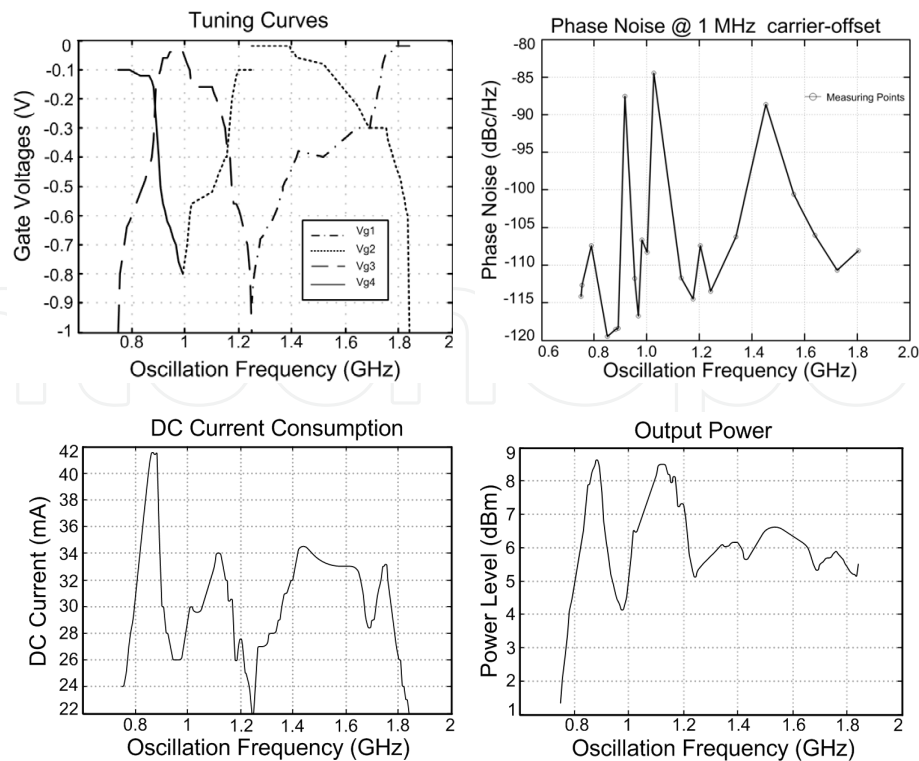 Tuning Curves
0
-0.1
-0.2
-0.3
-0.4
-0.5
-0.6
-0.7
-0.8
-0.9
-1
Gate Voltages (V)
Vg1
Vg2
Vg3
Vg4
0.8 1.0 1.2 1.4 1.6 1.8 2
Oscillation Frequency (GHz)
Phase Noise @ 1 MHz carrier-offset
-80
-85
-90
-95
-100
-105
-110
-115
-120
Phase Noise (dBc/Hz)
Measuring Points
0.6 0.8 1.0 1.2 1.4 1.6 1.8 2.0
Oscillation Frequency (GHz)
DC Current Consumption
42
40
38
36
34
32
30
28
26
24
22
DC Current (mA)
0.8 1 1.2 1.4 1.6 1.8 2
Oscillation Frequency (GHz)
Output Power
9
8
7
6
5
4
3
2
1
Power Level (dBm)
0.8 1 1.2 1.4 1.6 1.8 2
Oscillation Frequency (GHz)